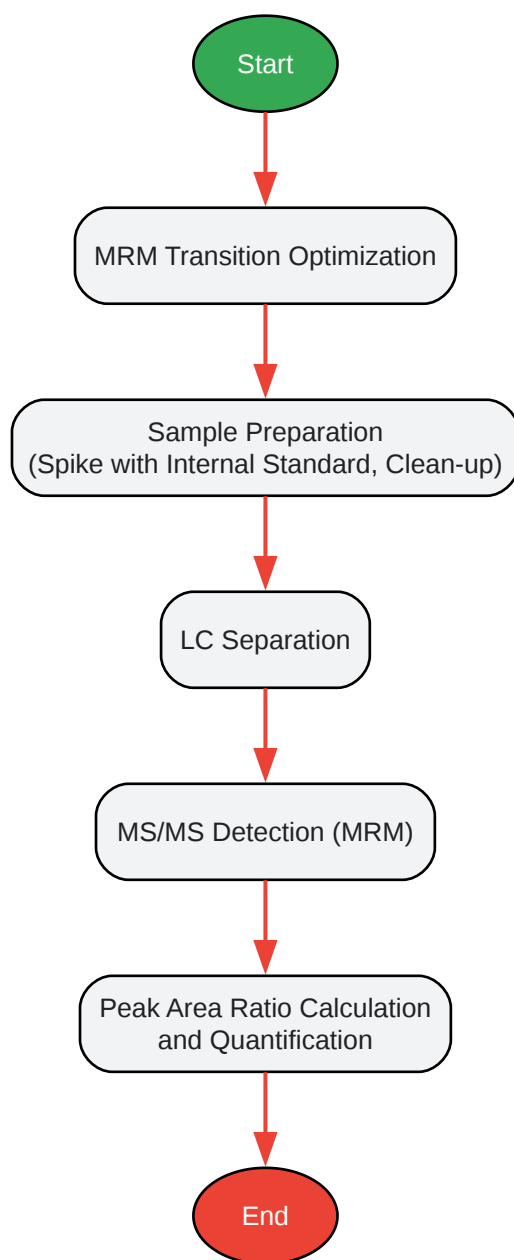 Start
MRM Transition Optimization
Sample Preparation
(Spike with Internal Standard, Clean-up)
LC Separation
MS/MS Detection (MRM)
Peak Area Ratio Calculation
and Quantification
End